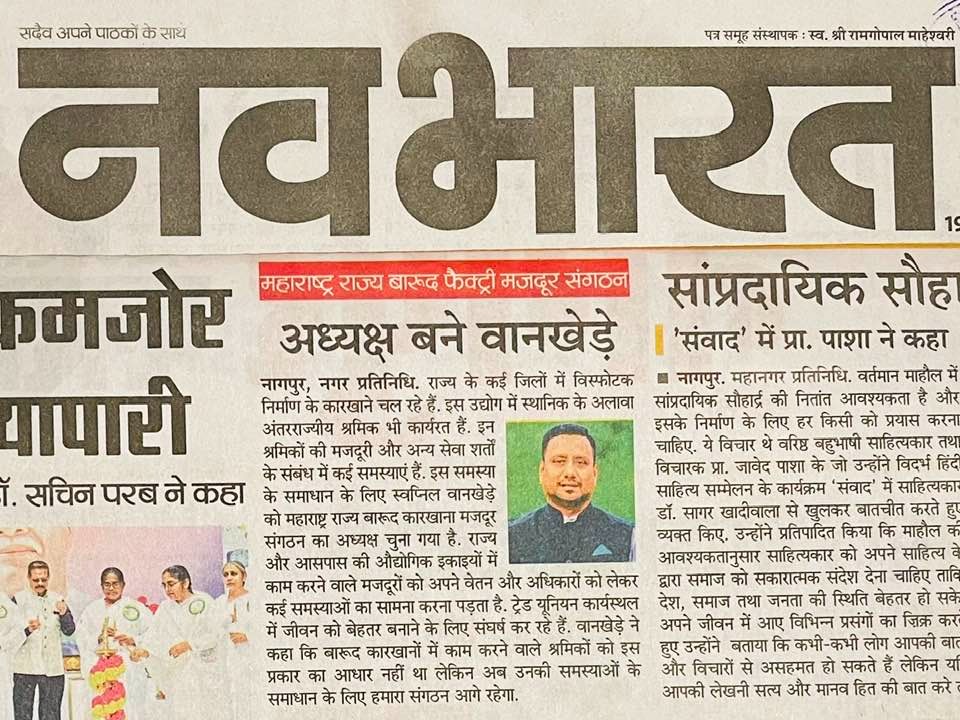 सदैव अपने पाठकों के साथ
पत्र समूह संस्थापक : स्व. श्री रामगोपाल माहेश्वरी
नवभारत
कमजोर
व्यापारी
डॉ. सचिन परब ने कहा
महाराष्ट्र राज्य बारूद फैक्ट्री मजदूर संगठन
अध्यक्ष बने वानखेड़े
नागपुर, नगर प्रतिनिधि. राज्य के कई जिलों में विस्फोटक
निर्माण के कारखाने चल रहे हैं. इस उद्योग में स्थानिक के अलावा
अंतरराज्यीय श्रमिक भी कार्यरत हैं. इन
श्रमिकों की मजदूरी और अन्य सेवा शर्तों
के संबंध में कई समस्याएं हैं. इस समस्या
के समाधान के लिए स्वप्निल वानखेड़े
को महाराष्ट्र राज्य बारूद कारखाना मजदूर
संगठन का अध्यक्ष चुना गया है. राज्य
और आसपास की औद्योगिक इकाइयों में
काम करने वाले मजदूरों को अपने वेतन और अधिकारों को लेकर
कई समस्याओं का सामना करना पड़ता है. ट्रेड यूनियन कार्यस्थल
में जीवन को बेहतर बनाने के लिए संघर्ष कर रहे हैं. वानखेड़े ने
कहा कि बारूद कारखानों में काम करने वाले श्रमिकों को इस
प्रकार का आधार नहीं था लेकिन अब उनकी समस्याओं के
समाधान के लिए हमारा संगठन आगे रहेगा.
सांप्रदायिक सौहा
'संवाद' में प्रा. पाशा ने कहा
■ नागपुर. महानगर प्रतिनिधि. वर्तमान माहौल में
सांप्रदायिक सौहार्द्र की नितांत आवश्यकता है और
इसके निर्माण के लिए हर किसी को प्रयास करना
चाहिए. ये विचार थे वरिष्ठ बहुभाषी साहित्यकार तथा
विचारक प्रा. जावेद पाशा के जो उन्होंने विदर्भ हिंदी
साहित्य सम्मेलन के कार्यक्रम 'संवाद' में साहित्यकार
डॉ. सागर खादीवाला से खुलकर बातचीत करते हुए
व्यक्त किए. उन्होंने प्रतिपादित किया कि माहौल की
आवश्यकतानुसार साहित्यकार को अपने साहित्य के
द्वारा समाज को सकारात्मक संदेश देना चाहिए ताकि
देश, समाज तथा जनता की स्थिति बेहतर हो सके.
अपने जीवन में आए विभिन्न प्रसंगों का जिक्र करते
हुए उन्होंने बताया कि कभी-कभी लोग आपकी बात
और विचारों से असहमत हो सकते हैं लेकिन यदि
आपकी लेखनी सत्य और मानव हित की बात करे